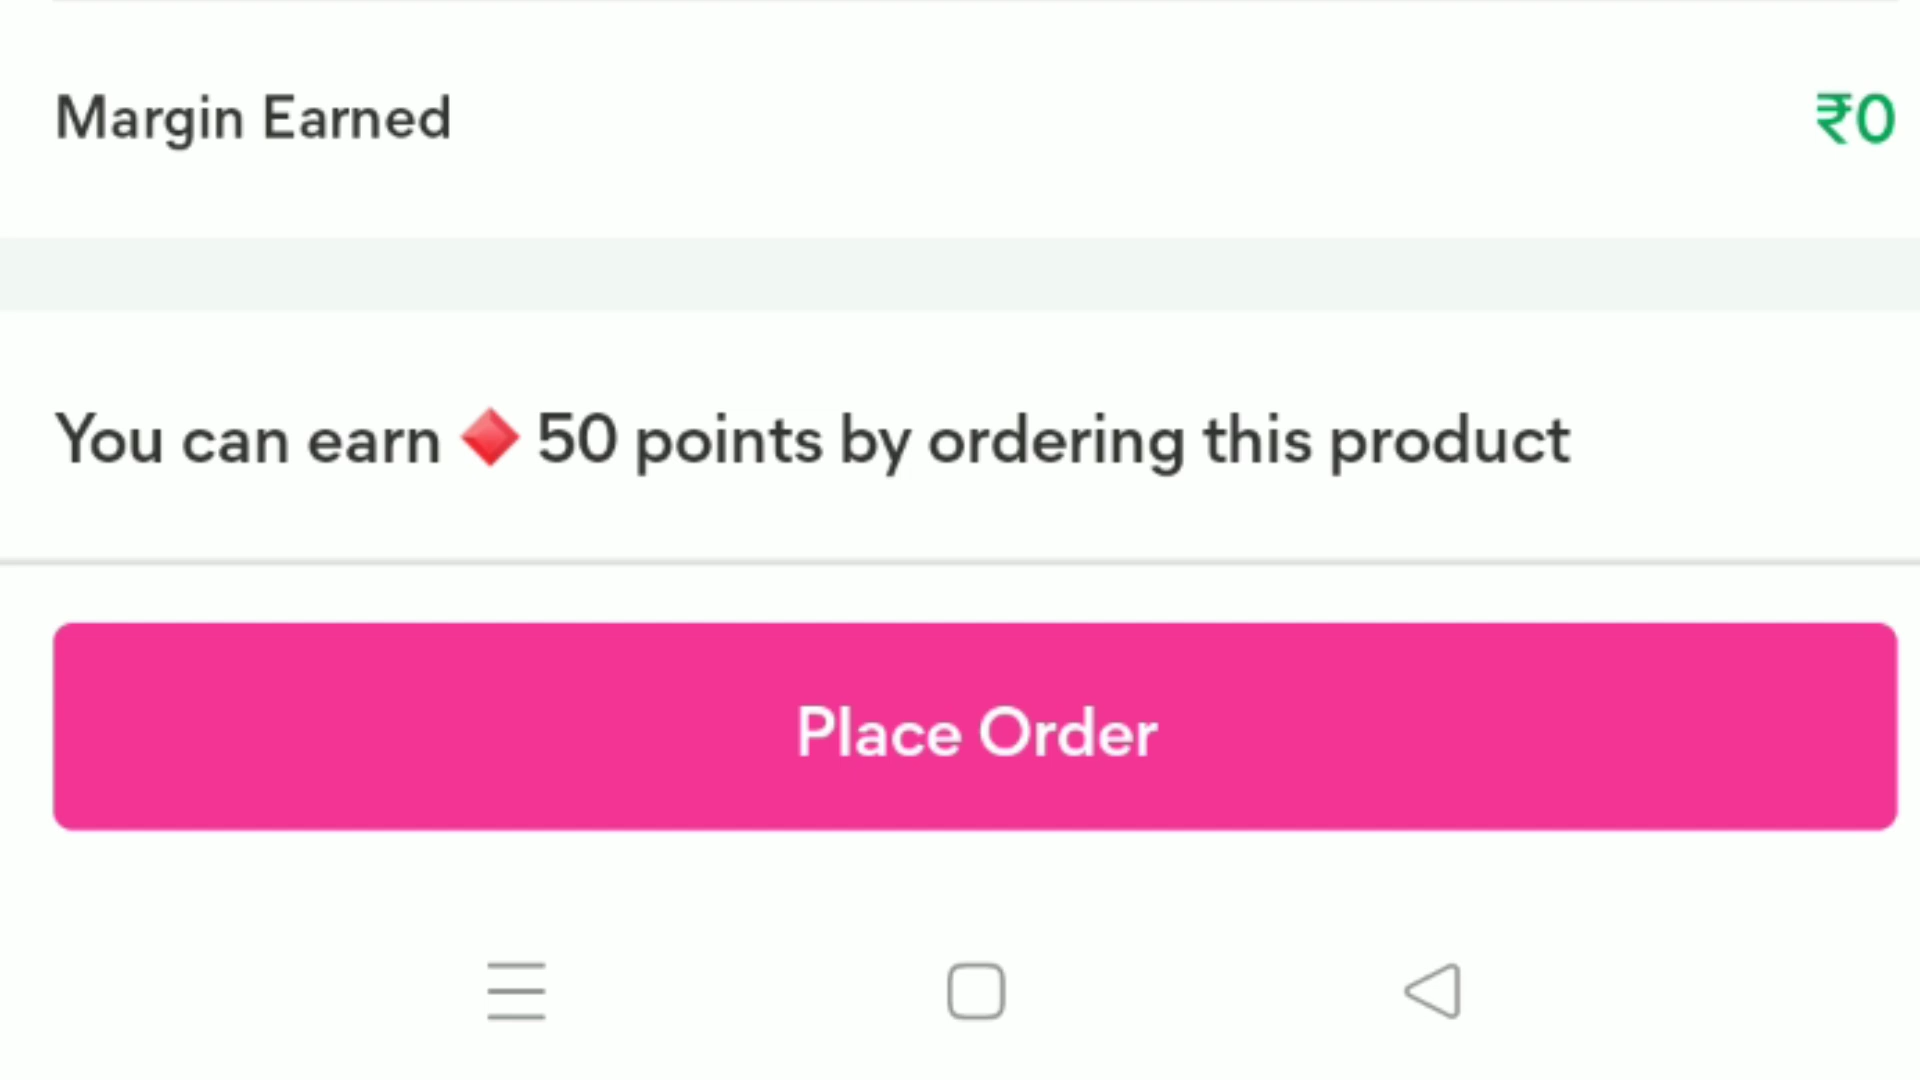 Margin Earned ₹0
You can earn 50 points by ordering this product
Place Order